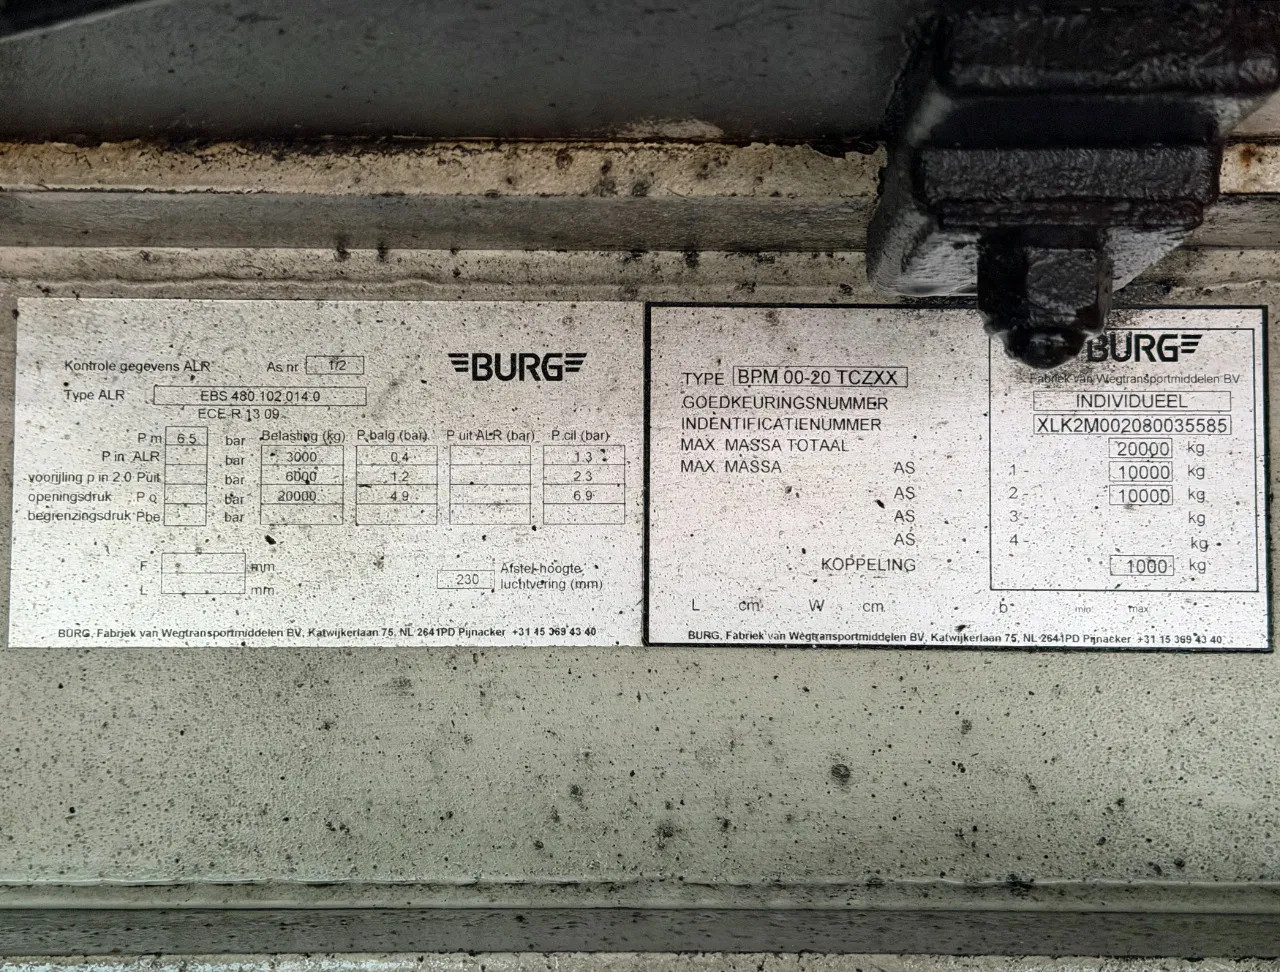 Kontrole gegevens ALR As nr 1/2
BURG
Type ALR EBS 480.102.014.0
ECE-R 13 09
P m 6.5 bar Belasting (kg) P balg (bar) P uit ALR (bar) P cil (bar)
P in ALR bar 3000 0.4 1.3
voorijling p in 2.0 Puit bar 6000 1.2 2.3
openingsdruk P o bar 20000 4.9 6.9
begrenzingsdruk Pbe bar
F mm
L mm
230 Afstel-hoogte
luchtvering (mm)
BURG, Fabriek van Wegtransportmiddelen BV, Katwijkerlaan 75, NL 2641PD Pijnacker +31 15 369 43 40
BURG
Fabriek van Wegtransportmiddelen BV
TYPE BPM 00-20 TCZXX
GOEDKEURINGSNUMMER INDIVIDUEEL
INDENTIFICATIENUMMER XLK2M002080035585
MAX. MASSA TOTAAL 20000 kg
MAX. MASSA AS 1 - 10000 kg
AS 2 - 10000 kg
AS 3 - kg
AS 4 - kg
KOPPELING 1000 kg
L cm W cm b min max
BURG, Fabriek van Wegtransportmiddelen BV, Katwijkerlaan 75, NL 2641PD Pijnacker +31 15 369 43 40